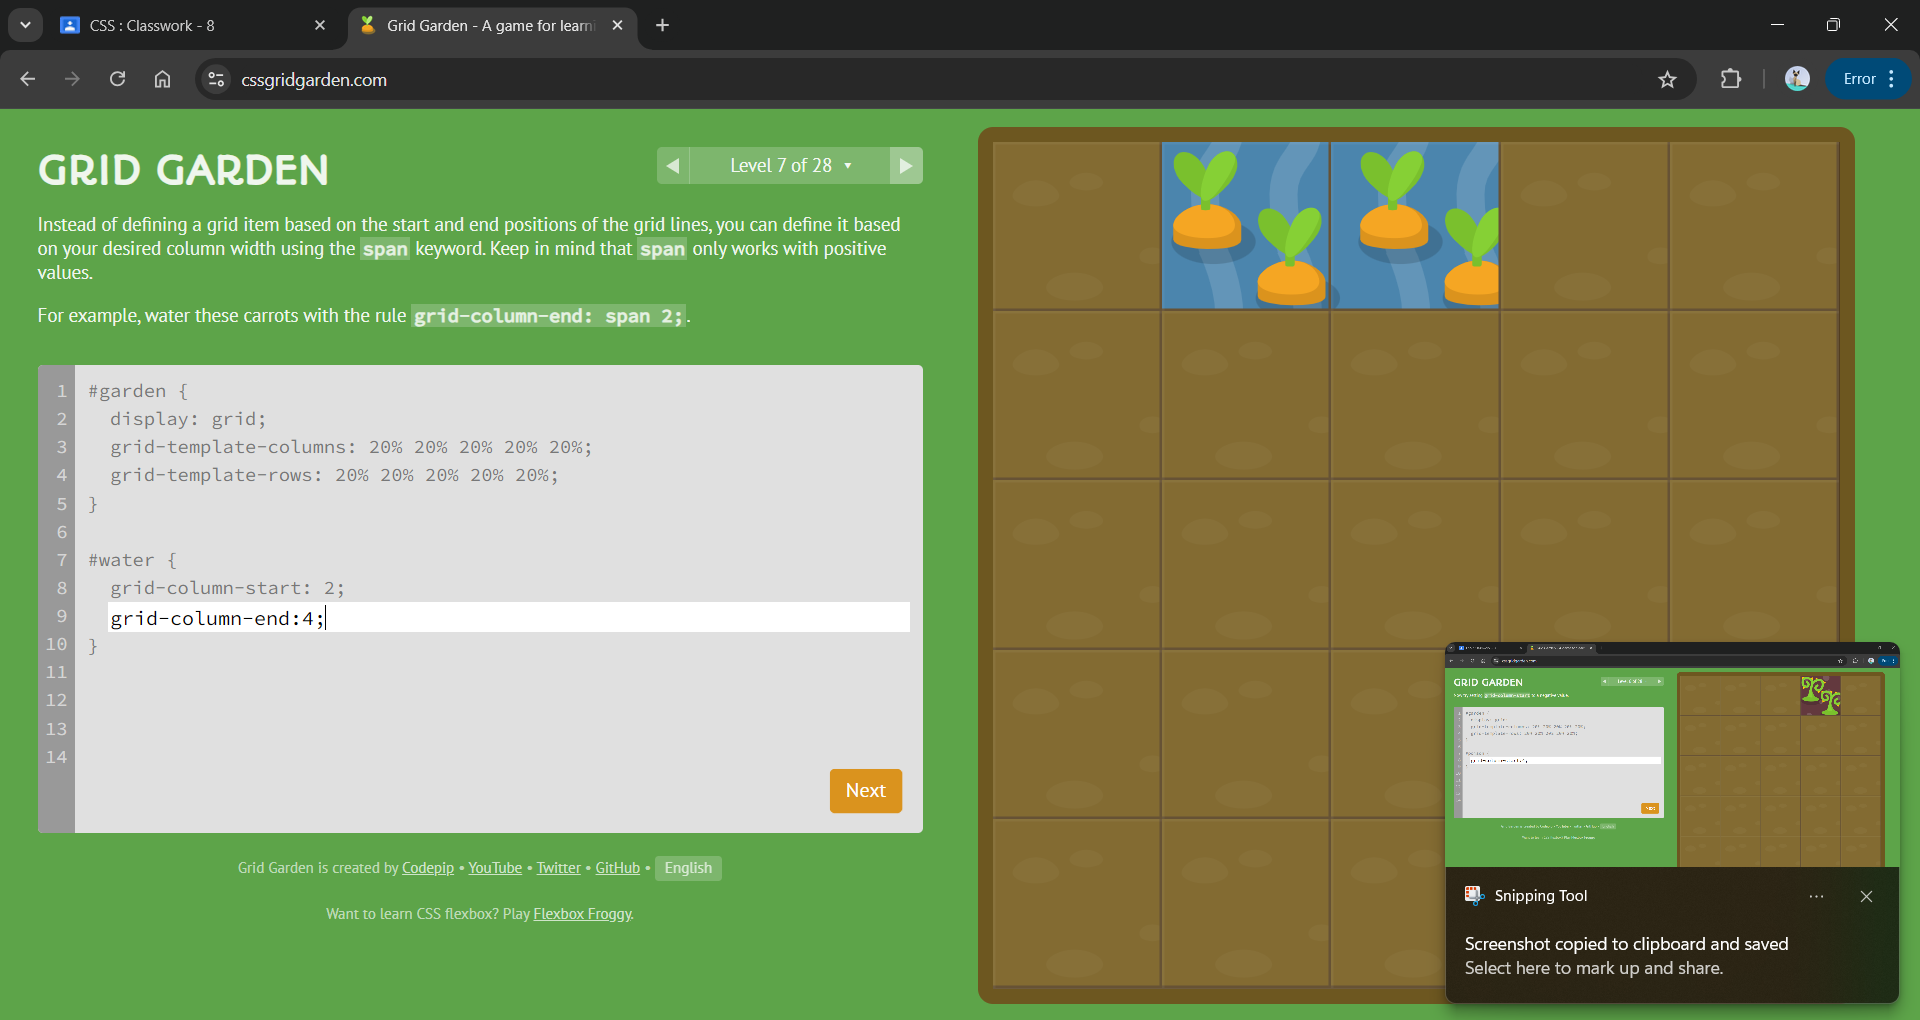 CSS : Classwork - 8
Grid Garden - A game for learni
cssgridgarden.com
Error
GRID GARDEN
Level 7 of 28
Instead of defining a grid item based on the start and end positions of the grid lines, you can define it based
on your desired column width using the span keyword. Keep in mind that span only works with positive
values.
For example, water these carrots with the rule grid-column-end: span 2;.
1 #garden {
2 display: grid;
3 grid-template-columns: 20% 20% 20% 20% 20%;
4 grid-template-rows: 20% 20% 20% 20% 20%;
5 }
6
7 #water {
8 grid-column-start: 2;
9 grid-column-end:4;
10 }
11
12
13
14
Next
Grid Garden is created by Codepip • YouTube • Twitter • GitHub • English
Want to learn CSS flexbox? Play Flexbox Froggy.
GRID GARDEN
Snipping Tool
Screenshot copied to clipboard and saved
Select here to mark up and share.